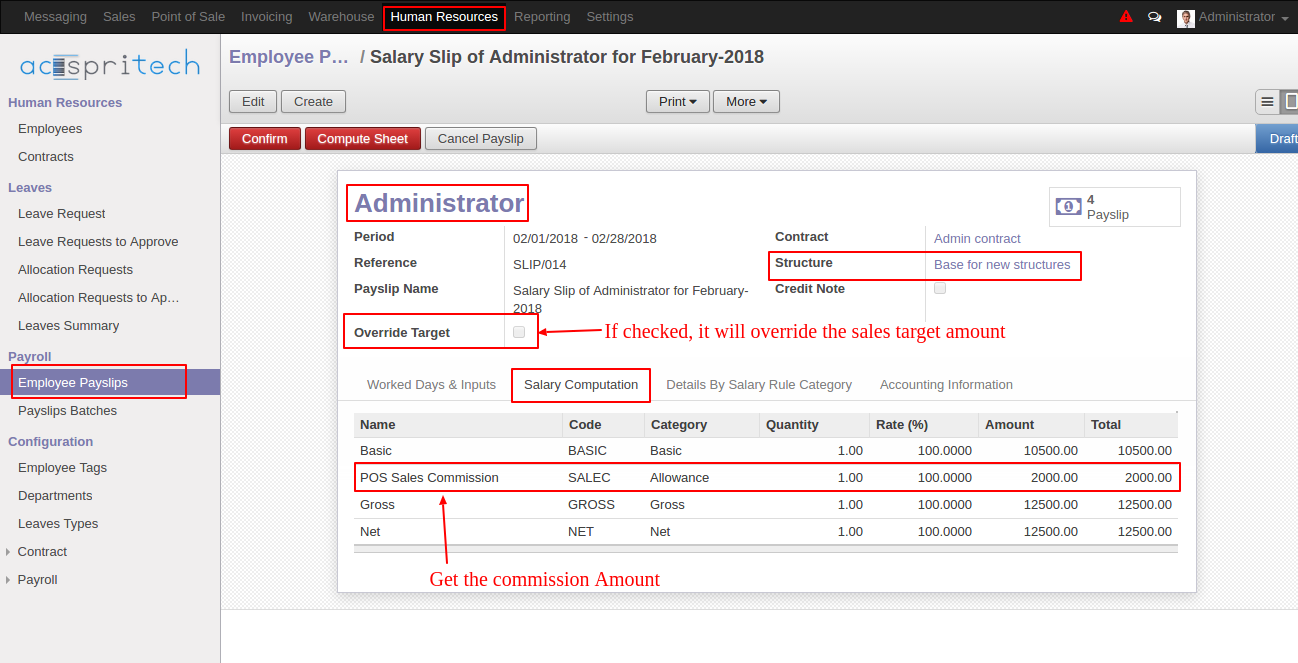 Messaging Sales Point of Sale Invoicing Warehouse Human Resources Reporting Settings Administrator
acespritech
Human Resources
Employees
Contracts
Leaves
Leave Request
Leave Requests to Approve
Allocation Requests
Allocation Requests to Ap…
Leaves Summary
Payroll
Employee Payslips
Payslips Batches
Configuration
Employee Tags
Departments
Leaves Types
Contract
Payroll
Employee P… / Salary Slip of Administrator for February-2018
Edit Create Print More
Confirm Compute Sheet Cancel Payslip Draft
Administrator
4
Payslip
Period 02/01/2018 - 02/28/2018 Contract Admin contract
Reference SLIP/014 Structure Base for new structures
Payslip Name Salary Slip of Administrator for February- Credit Note
2018
Override Target If checked, it will override the sales target amount
Worked Days & Inputs Salary Computation Details By Salary Rule Category Accounting Information
Name Code Category Quantity Rate (%) Amount Total
Basic BASIC Basic 1.00 100.0000 10500.00 10500.00
POS Sales Commission SALEC Allowance 1.00 100.0000 2000.00 2000.00
Gross GROSS Gross 1.00 100.0000 12500.00 12500.00
Net NET Net 1.00 100.0000 12500.00 12500.00
Get the commission Amount